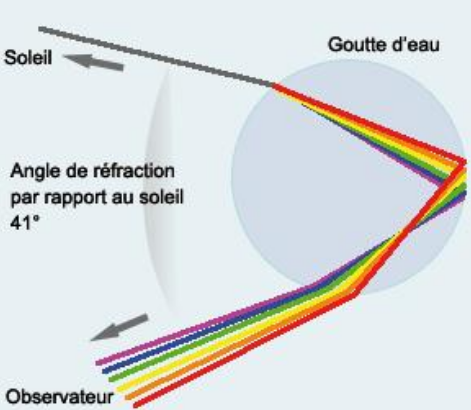 Goutte d'eau
Soleil
Angle de réfraction
par rapport au soleil
41°
Observateur